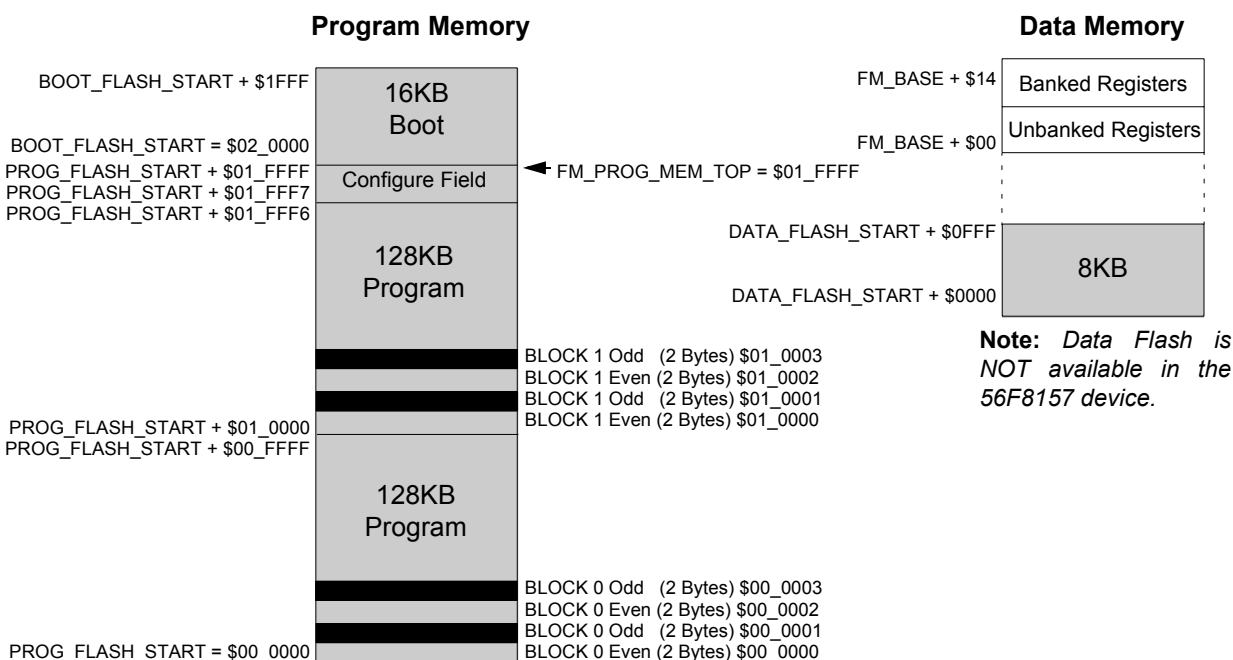 Program Memory
BOOT_FLASH_START + $1FFF
16KB
Boot
BOOT_FLASH_START = $02_0000
PROG_FLASH_START + $01_FFFF
PROG_FLASH_START + $01_FFF7
PROG_FLASH_START + $01_FFF6
Configure Field
FM_PROG_MEM_TOP = $01_FFFF
128KB
Program
BLOCK 1 Odd (2 Bytes) $01_0003
BLOCK 1 Even (2 Bytes) $01_0002
BLOCK 1 Odd (2 Bytes) $01_0001
BLOCK 1 Even (2 Bytes) $01_0000
PROG_FLASH_START + $01_0000
PROG_FLASH_START + $00_FFFF
128KB
Program
BLOCK 0 Odd (2 Bytes) $00_0003
BLOCK 0 Even (2 Bytes) $00_0002
BLOCK 0 Odd (2 Bytes) $00_0001
BLOCK 0 Even (2 Bytes) $00_0000
PROG_FLASH_START = $00_0000
Data Memory
FM_BASE + $14
Banked Registers
Unbanked Registers
FM_BASE + $00
DATA_FLASH_START + $0FFF
8KB
DATA_FLASH_START + $0000
Note: Data Flash is
NOT available in the
56F8157 device.